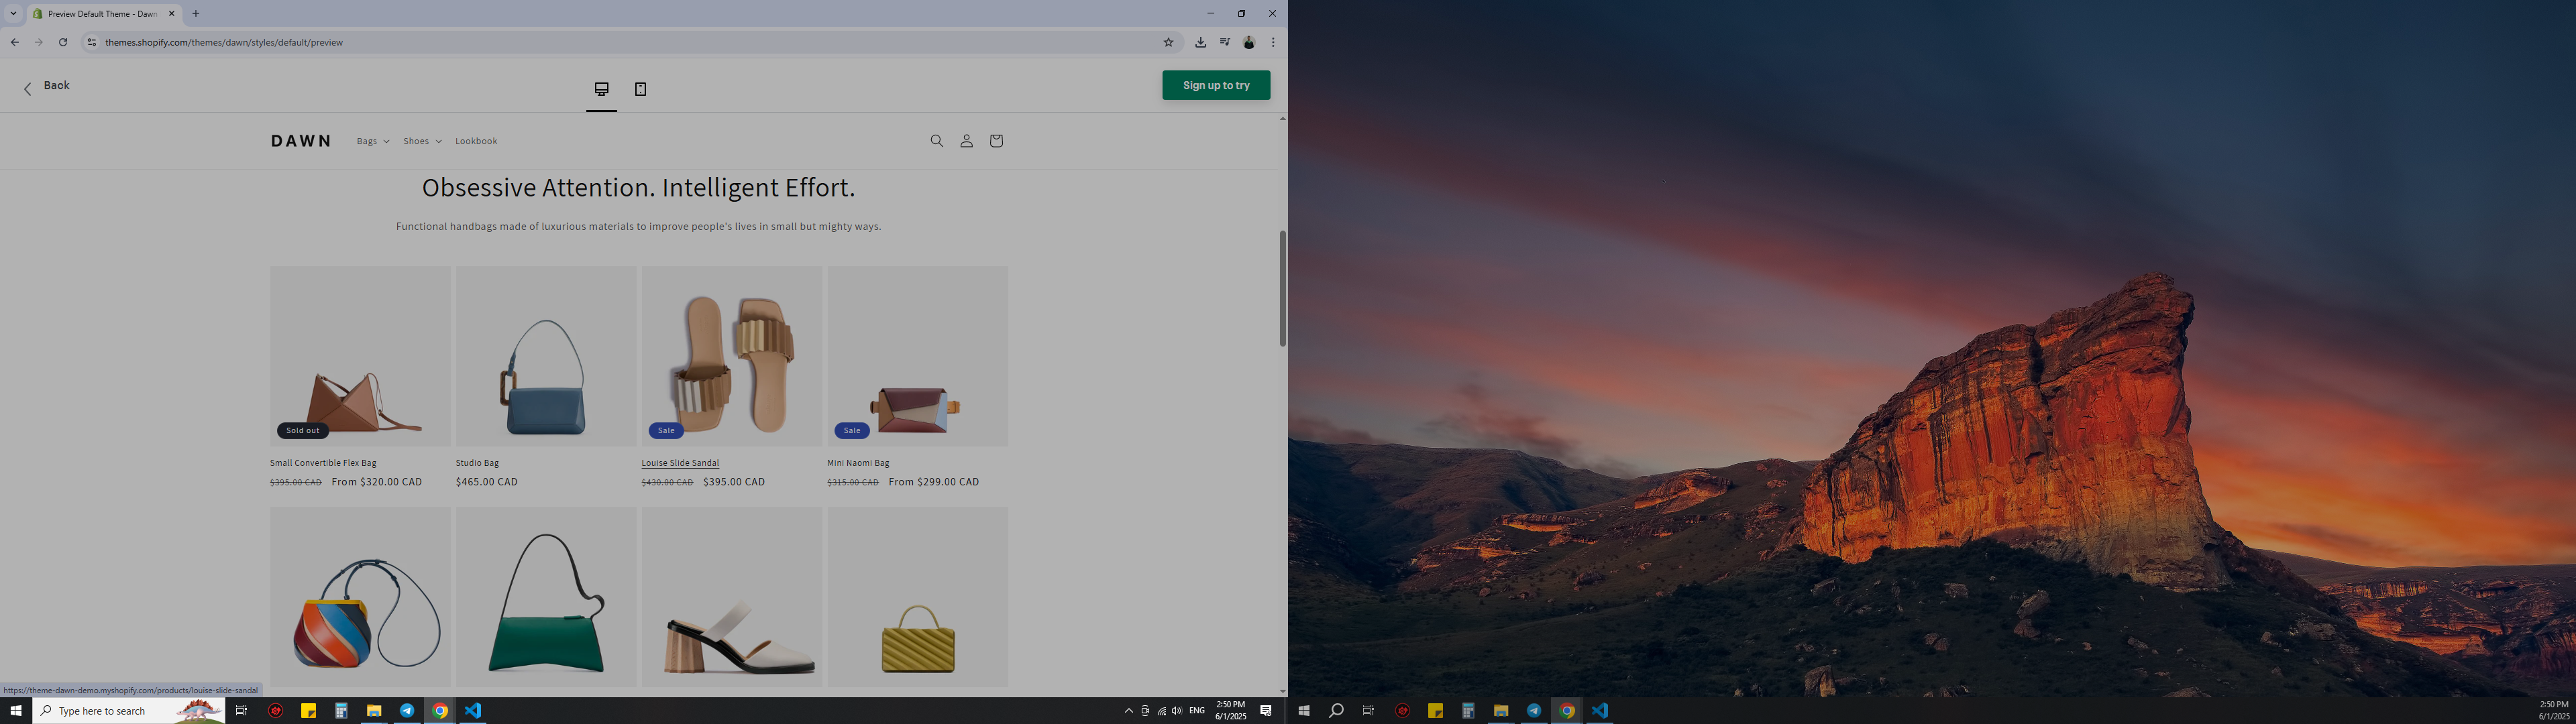 Preview Default Theme - Dawn
themes.shopify.com/themes/dawn/styles/default/preview
Back
Sign up to try
DAWN Bags Shoes Lookbook
Obsessive Attention. Intelligent Effort.
Functional handbags made of luxurious materials to improve people's lives in small but mighty ways.
Sold out Sale Sale
Small Convertible Flex Bag Studio Bag Louise Slide Sandal Mini Naomi Bag
$395.00 CAD From $320.00 CAD $465.00 CAD $430.00 CAD $395.00 CAD $315.00 CAD From $299.00 CAD
https://theme-dawn-demo.myshopify.com/products/louise-slide-sandal
Type here to search
ENG
2:50 PM
6/1/2025
2:50 PM
6/1/2025